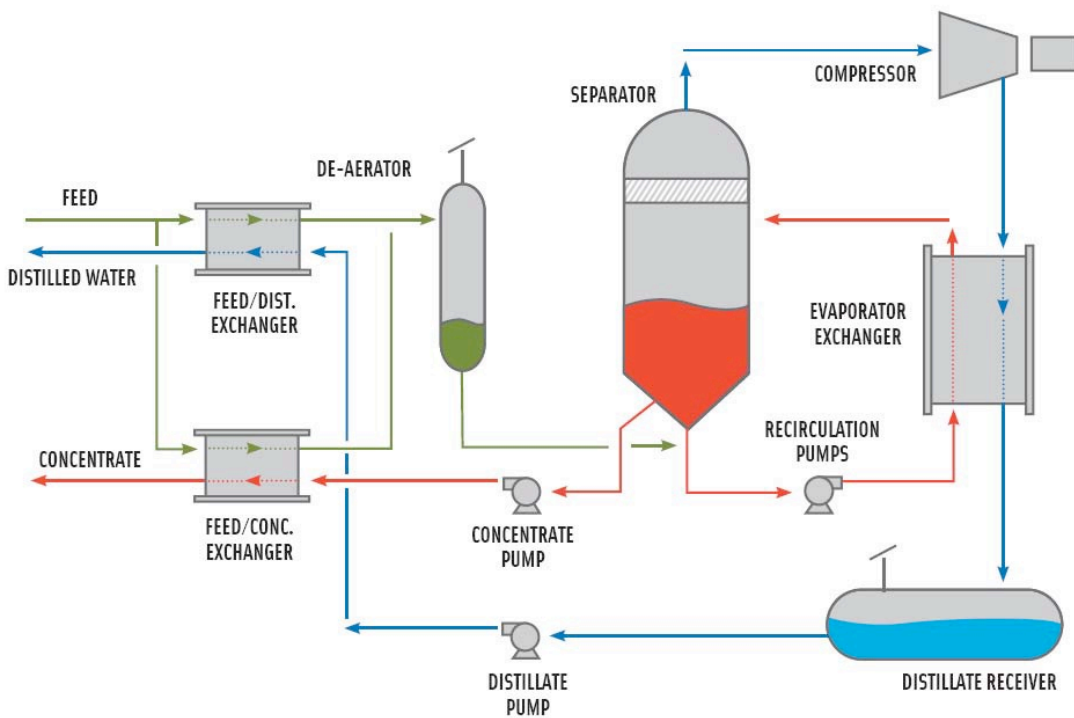 COMPRESSOR
SEPARATOR
DE-AERATOR
FEED
DISTILLED WATER
FEED/DIST.
EXCHANGER
EVAPORATOR
EXCHANGER
CONCENTRATE
RECIRCULATION
PUMPS
FEED/CONC.
EXCHANGER
CONCENTRATE
PUMP
DISTILLATE
PUMP
DISTILLATE RECEIVER